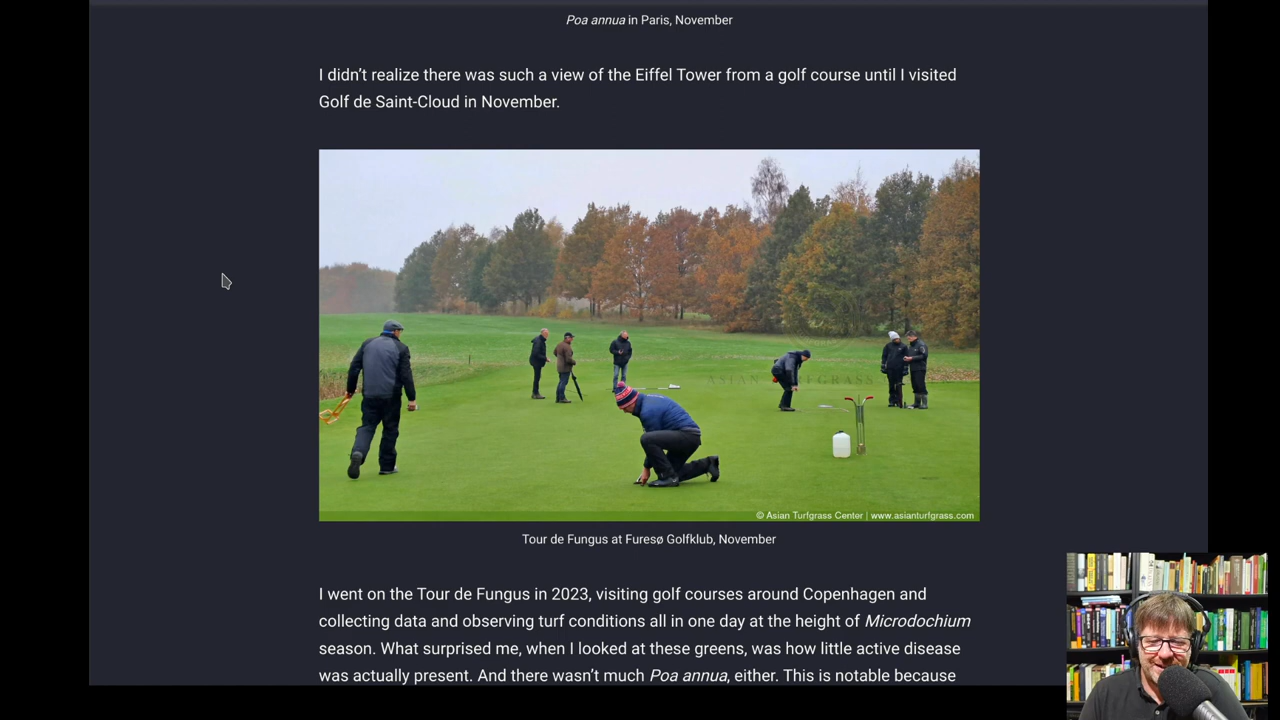 Poa annua in Paris, November
I didn’t realize there was such a view of the Eiffel Tower from a golf course until I visited
Golf de Saint-Cloud in November.
ASIAN TURFGRASS
© Asian Turfgrass Center | www.asianturfgrass.com
Tour de Fungus at Furesø Golfklub, November
I went on the Tour de Fungus in 2023, visiting golf courses around Copenhagen and
collecting data and observing turf conditions all in one day at the height of Microdochium
season. What surprised me, when I looked at these greens, was how little active disease
was actually present. And there wasn’t much Poa annua, either. This is notable because